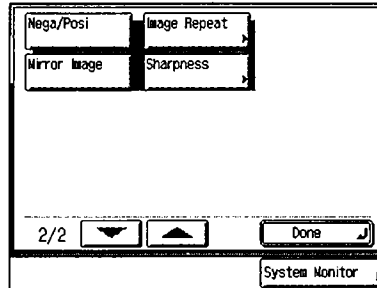 Nega/Posi
Image Repeat
Mirror Image
Sharpness
2/2
Done
System Monitor